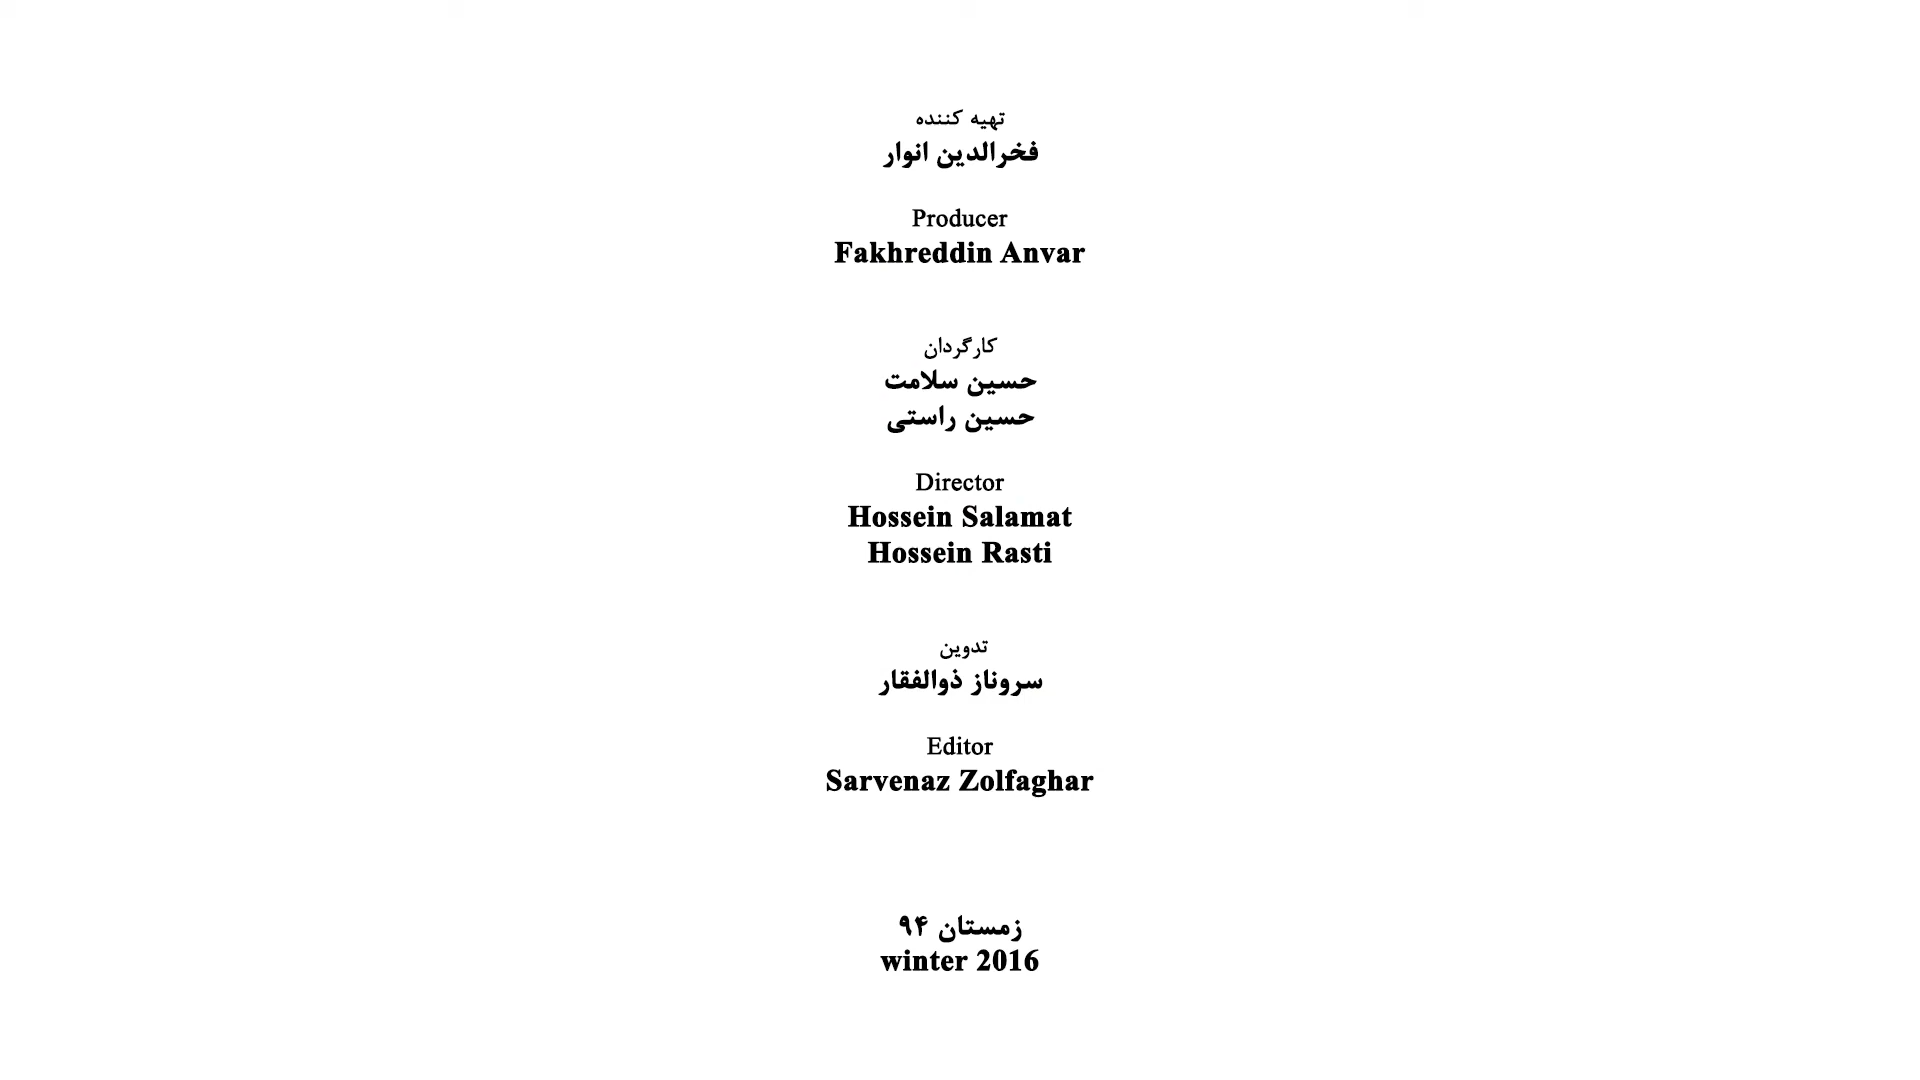 تهیه کننده
فخرالدین انوار
Producer
Fakhreddin Anvar
کارگردان
حسین سلامت
حسین راستی
Director
Hossein Salamat
Hossein Rasti
تدوین
سروناز ذوالفقار
Editor
Sarvenaz Zolfaghar
زمستان ۹۴
winter 2016